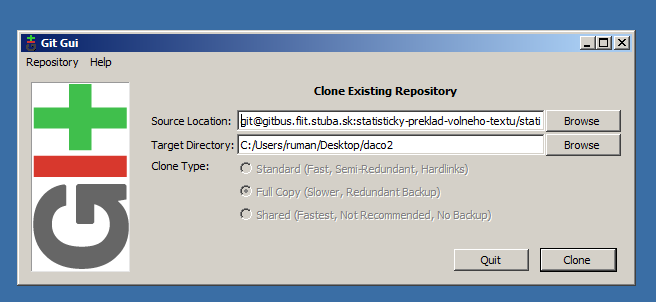 Git Gui
Repository Help
Clone Existing Repository
Source Location: git@gitbus.fiit.stuba.sk:statisticky-preklad-volneho-textu/stati Browse
Target Directory: C:/Users/ruman/Desktop/daco2 Browse
Clone Type: Standard (Fast, Semi-Redundant, Hardlinks)
Full Copy (Slower, Redundant Backup)
Shared (Fastest, Not Recommended, No Backup)
Quit Clone
GIT